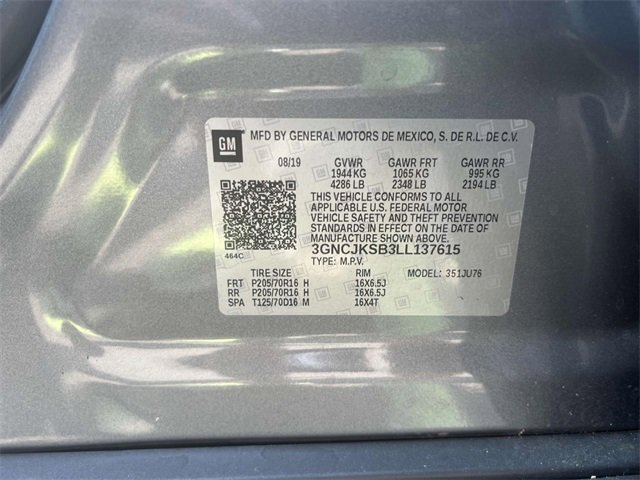 GM
MFD BY GENERAL MOTORS DE MEXICO, S. DE R.L. DE C.V.
08/19 GVWR GAWR FRT GAWR RR
1944 KG 1065 KG 995 KG
4286 LB 2348 LB 2194 LB
THIS VEHICLE CONFORMS TO ALL
APPLICABLE U.S. FEDERAL MOTOR
VEHICLE SAFETY AND THEFT PREVENTION
STANDARDS IN EFFECT ON THE DATE OF
MANUFACTURE SHOWN ABOVE.
464C 3GNCJKSB3LL137615
TYPE: M.P.V.
TIRE SIZE RIM MODEL: 351JU76
FRT P205/70R16 H 16X6.5J
RR P205/70R16 H 16X6.5J
SPA T125/70D16 M 16X4T